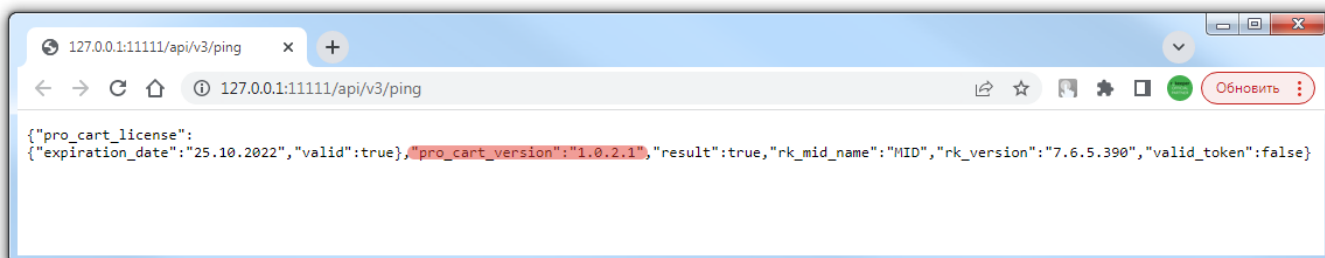 127.0.0.1:11111/api/v3/ping
127.0.0.1:11111/api/v3/ping
Обновить
{"pro_cart_license":
{"expiration_date":"25.10.2022","valid":true},"pro_cart_version":"1.0.2.1","result":true,"rk_mid_name":"MID","rk_version":"7.6.5.390","valid_token":false}